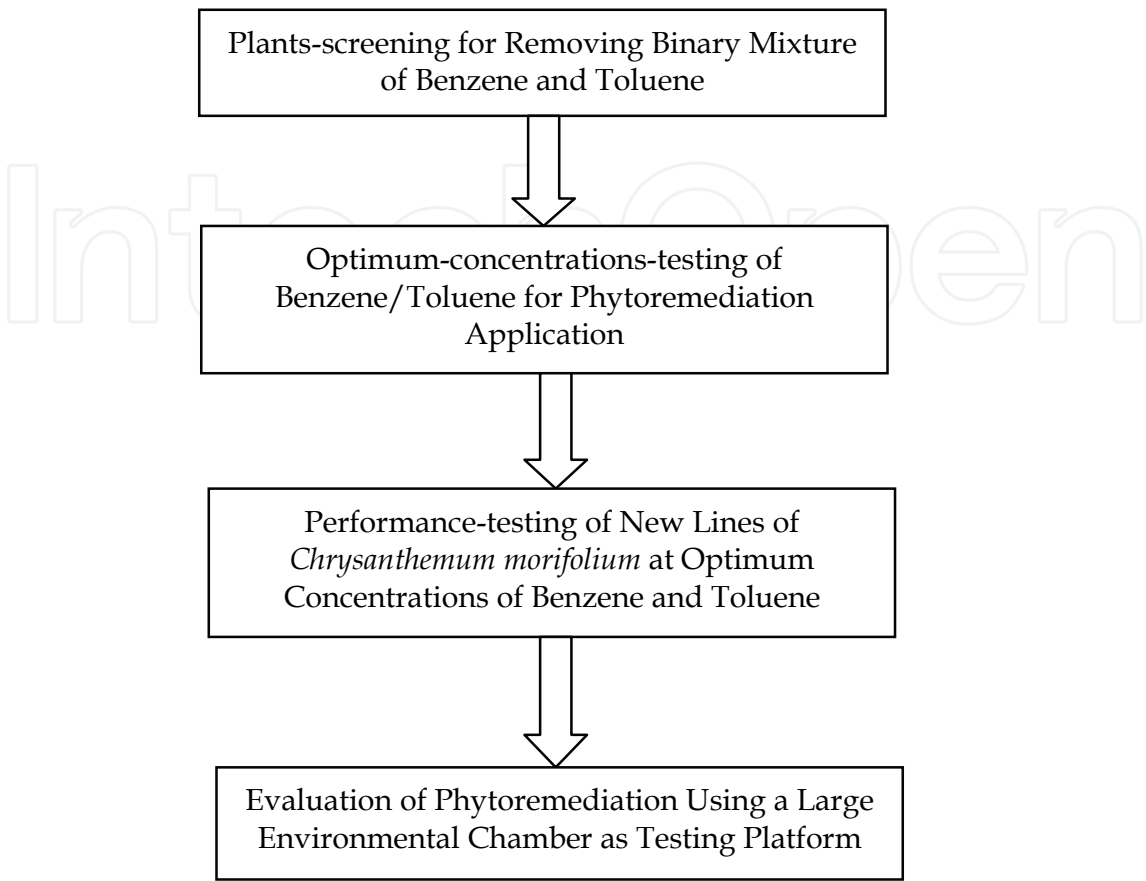 Plants-screening for Removing Binary Mixture
of Benzene and Toluene
IntechOpen
Optimum-concentrations-testing of
Benzene/Toluene for Phytoremediation
Application
Performance-testing of New Lines of
Chrysanthemum morifolium at Optimum
Concentrations of Benzene and Toluene
Evaluation of Phytoremediation Using a Large
Environmental Chamber as Testing Platform